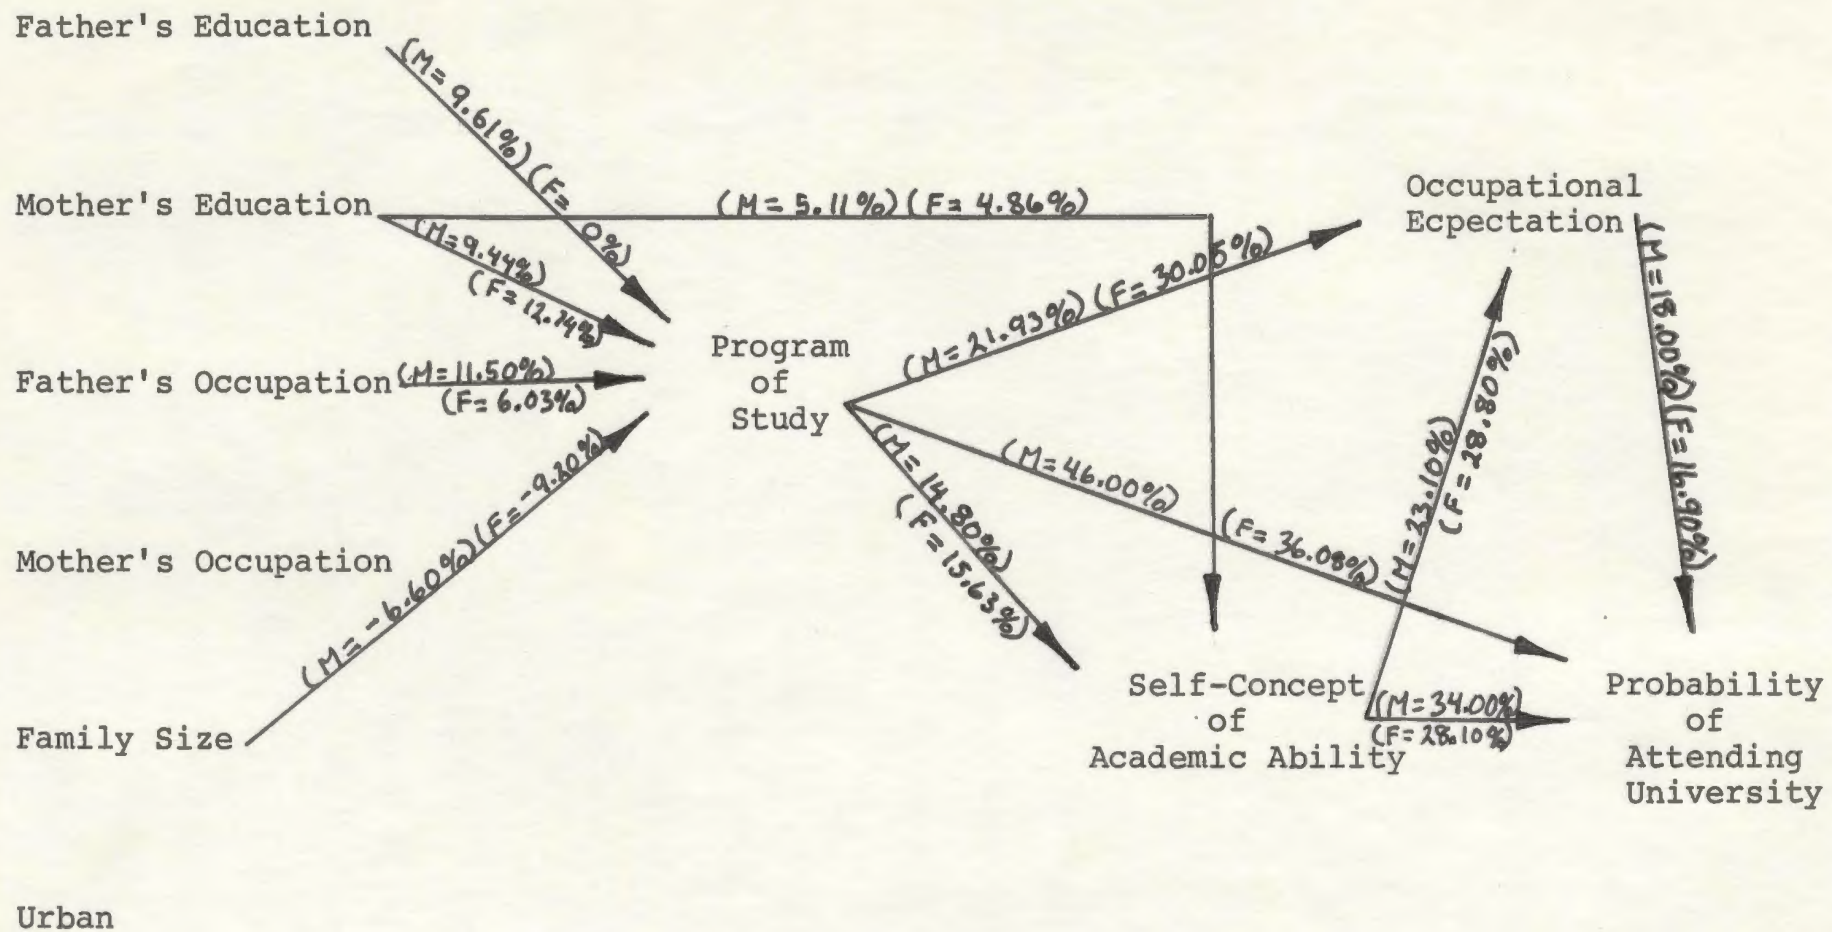 Father's Education
(M= 9.61%) (F= 0%)
Mother's Education
(M= 5.11%) (F= 4.86%)
(M=9.44%)
(F= 12.74%)
Occupational
Ecpectation
(M=18.00%) (F=16.90%)
(M=21.93%) (F= 30.05%)
Program
of
Study
Father's Occupation
(M=11.50%)
(F= 6.03%)
(M=46.00%)
(F= 36.08%)
(M=14.80%)
(F= 15.63%)
(M=23.10%)
(F= 28.80%)
Mother's Occupation
(M= -6.60%) (F= -9.20%)
Family Size
Self-Concept
of
Academic Ability
(M=34.00%)
(F=28.10%)
Probability
of
Attending
University
Urban